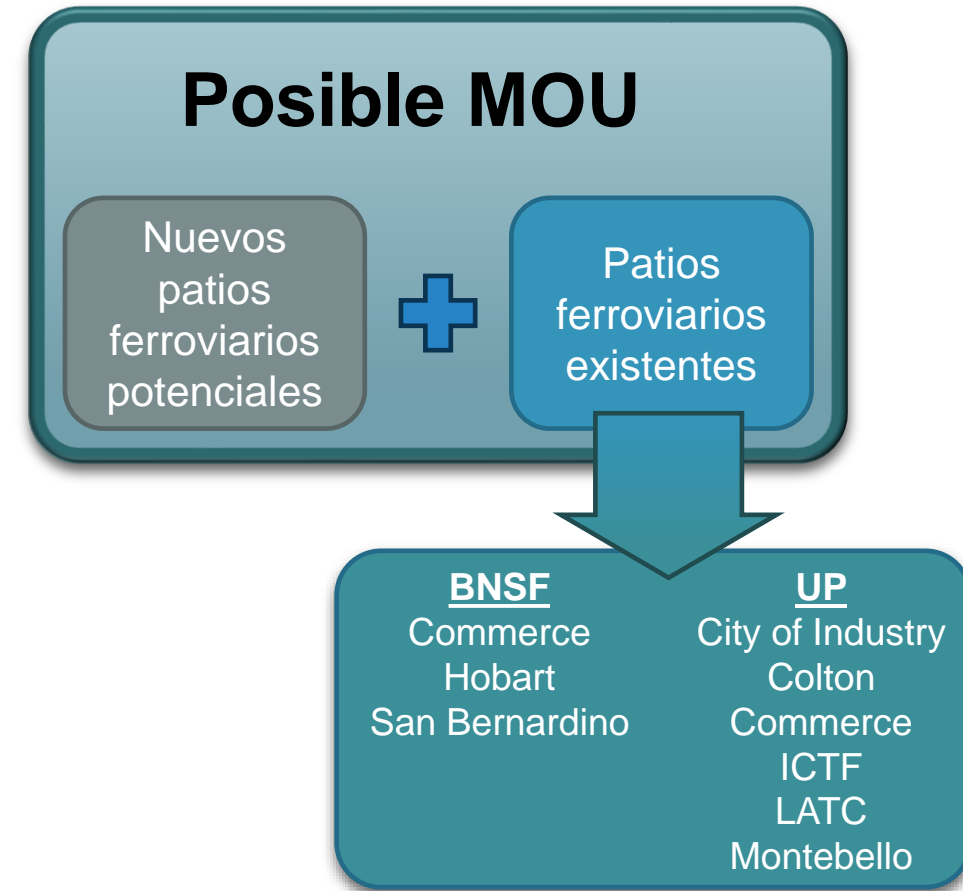 Posible MOU
Nuevos
patios
ferroviarios
potenciales
Patios
ferroviarios
existentes
BNSF
Commerce
Hobart
San Bernardino
UP
City of Industry
Colton
Commerce
ICTF
LATC
Montebello